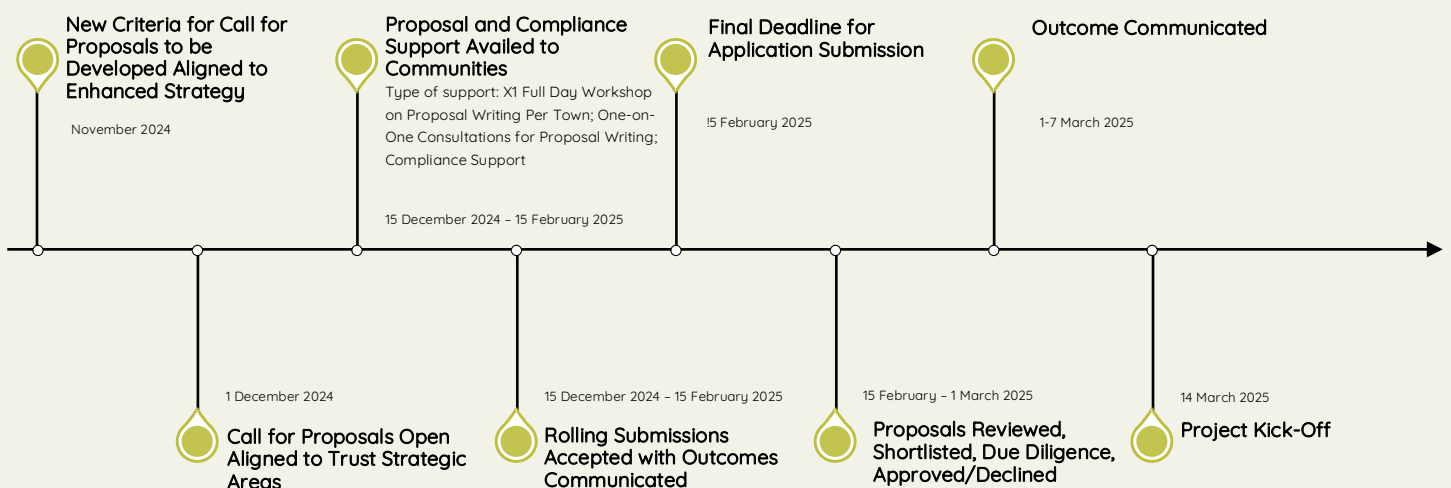 New Criteria for Call for
Proposals to be
Developed Aligned to
Enhanced Strategy
November 2024
Proposal and Compliance
Support Availed to
Communities
Type of support: X1 Full Day Workshop
on Proposal Writing Per Town; One-on-
One Consultations for Proposal Writing;
Compliance Support
15 December 2024 – 15 February 2025
Final Deadline for
Application Submission
!5 February 2025
Outcome Communicated
1-7 March 2025
1 December 2024
Call for Proposals Open
Aligned to Trust Strategic
Areas
15 December 2024 – 15 February 2025
Rolling Submissions
Accepted with Outcomes
Communicated
15 February – 1 March 2025
Proposals Reviewed,
Shortlisted, Due Diligence,
Approved/Declined
14 March 2025
Project Kick-Off